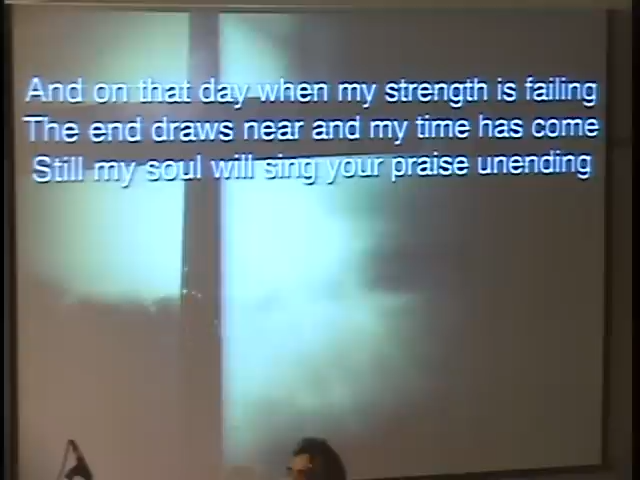 And on that day when my strength is failing
The end draws near and my time has come
Still my soul will sing your praise unending